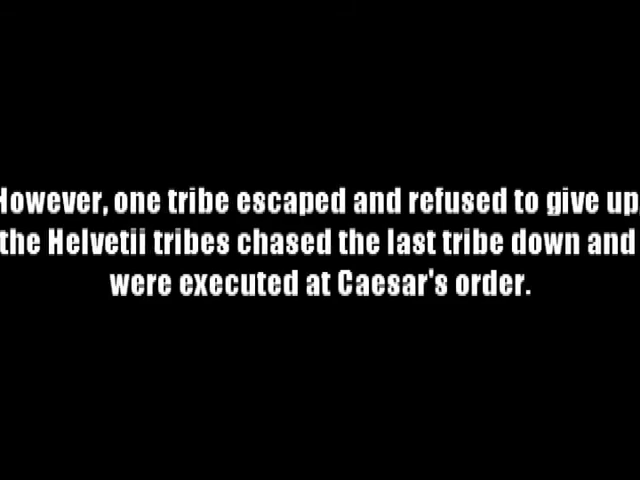 However, one tribe escaped and refused to give up
the Helvetii tribes chased the last tribe down and
were executed at Caesar's order.